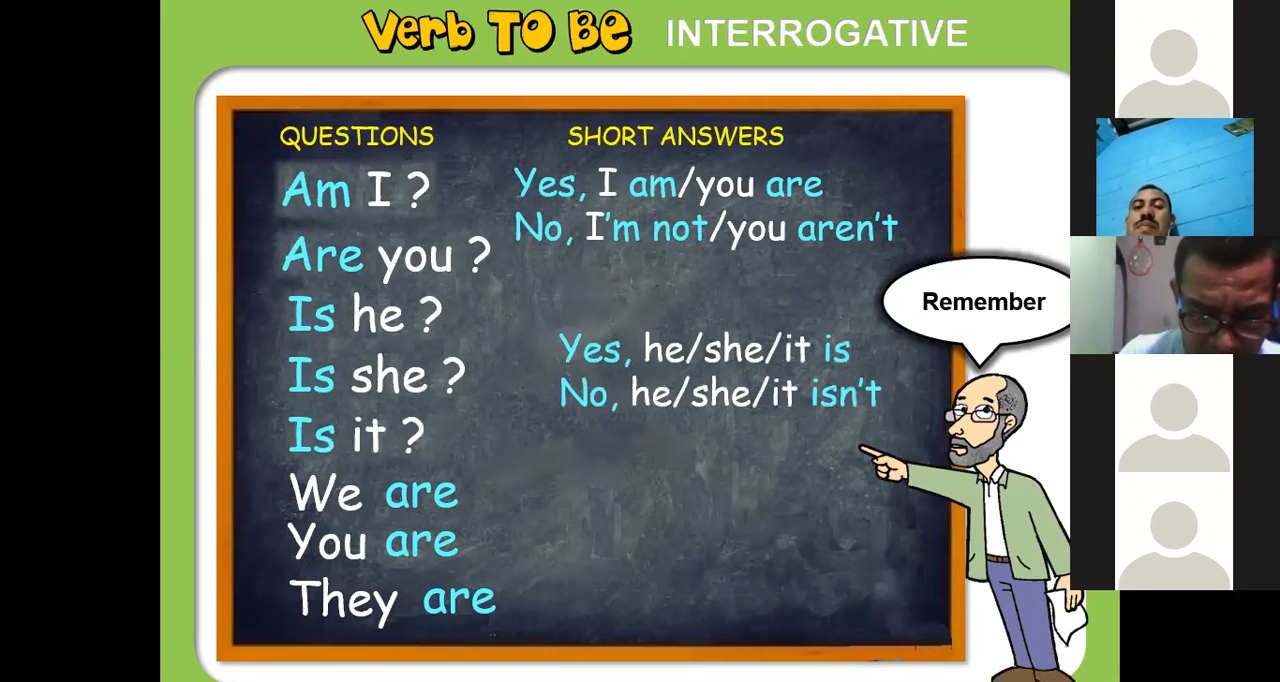 Verb TO BE INTERROGATIVE
QUESTIONS
SHORT ANSWERS
Am I ?
Yes, I am/you are
No, I'm not/you aren't
Are you ?
Is he ?
Remember
Yes, he/she/it is
No, he/she/it isn't
Is she ?
Is it ?
We are
You are
They are